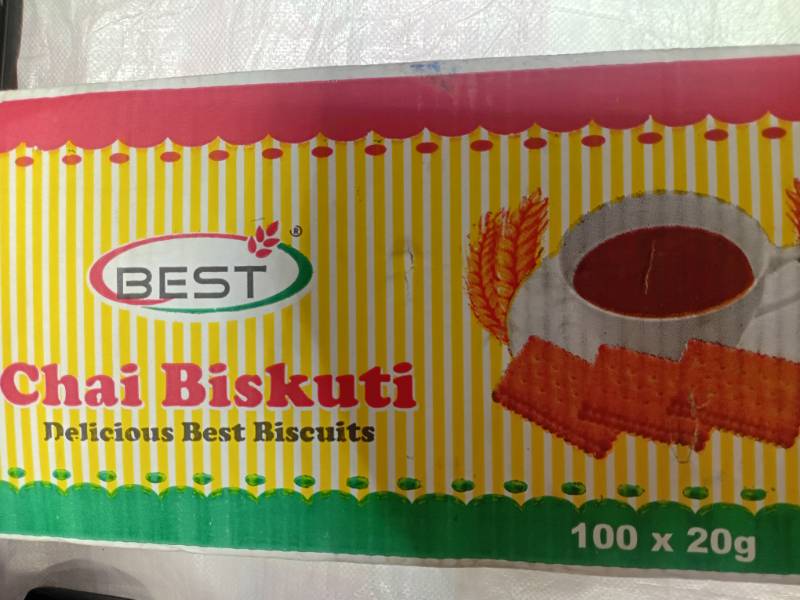 BEST ®
Chai Biskuti
Delicious Best Biscuits
100 x 20g